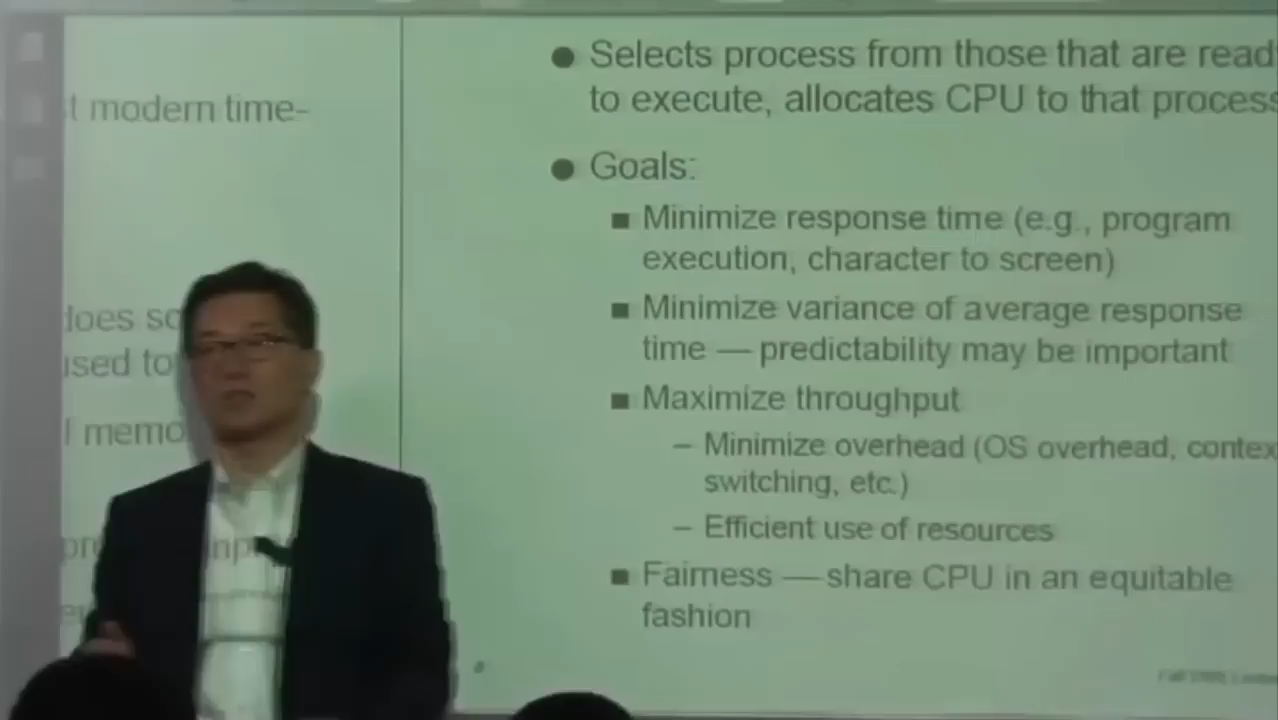 t modern time-
does so
used to
l memo
Selects process from those that are read
to execute, allocates CPU to that process
Goals:
Minimize response time (e.g., program
execution, character to screen)
Minimize variance of average response
time — predictability may be important
Maximize throughput
– Minimize overhead (OS overhead, contex
switching, etc.)
– Efficient use of resources
Fairness — share CPU in an equitable
fashion